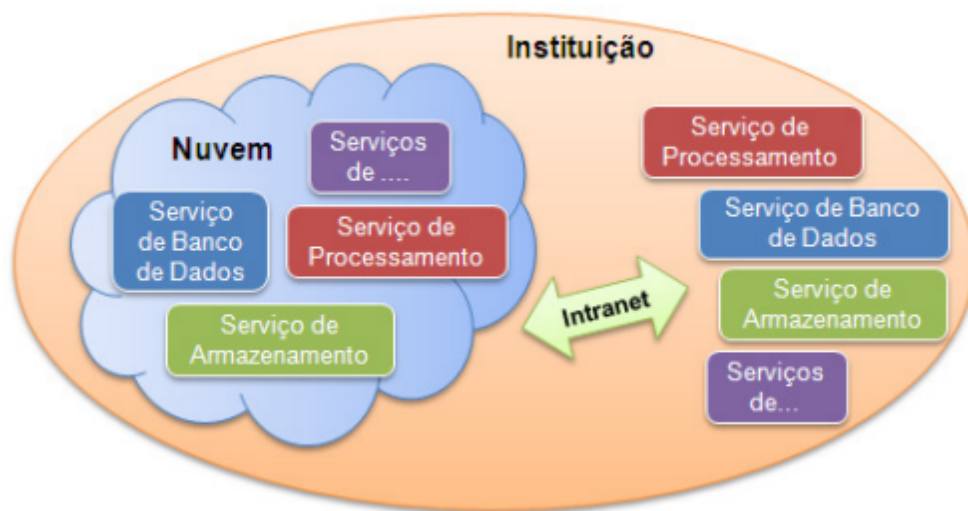 Instituição
Nuvem
Serviços
de ....
Serviço
de Banco
de Dados
Serviço de
Processamento
Serviço de
Armazenamento
Intranet
Serviço de
Processamento
Serviço de Banco
de Dados
Serviço de
Armazenamento
Serviços
de...